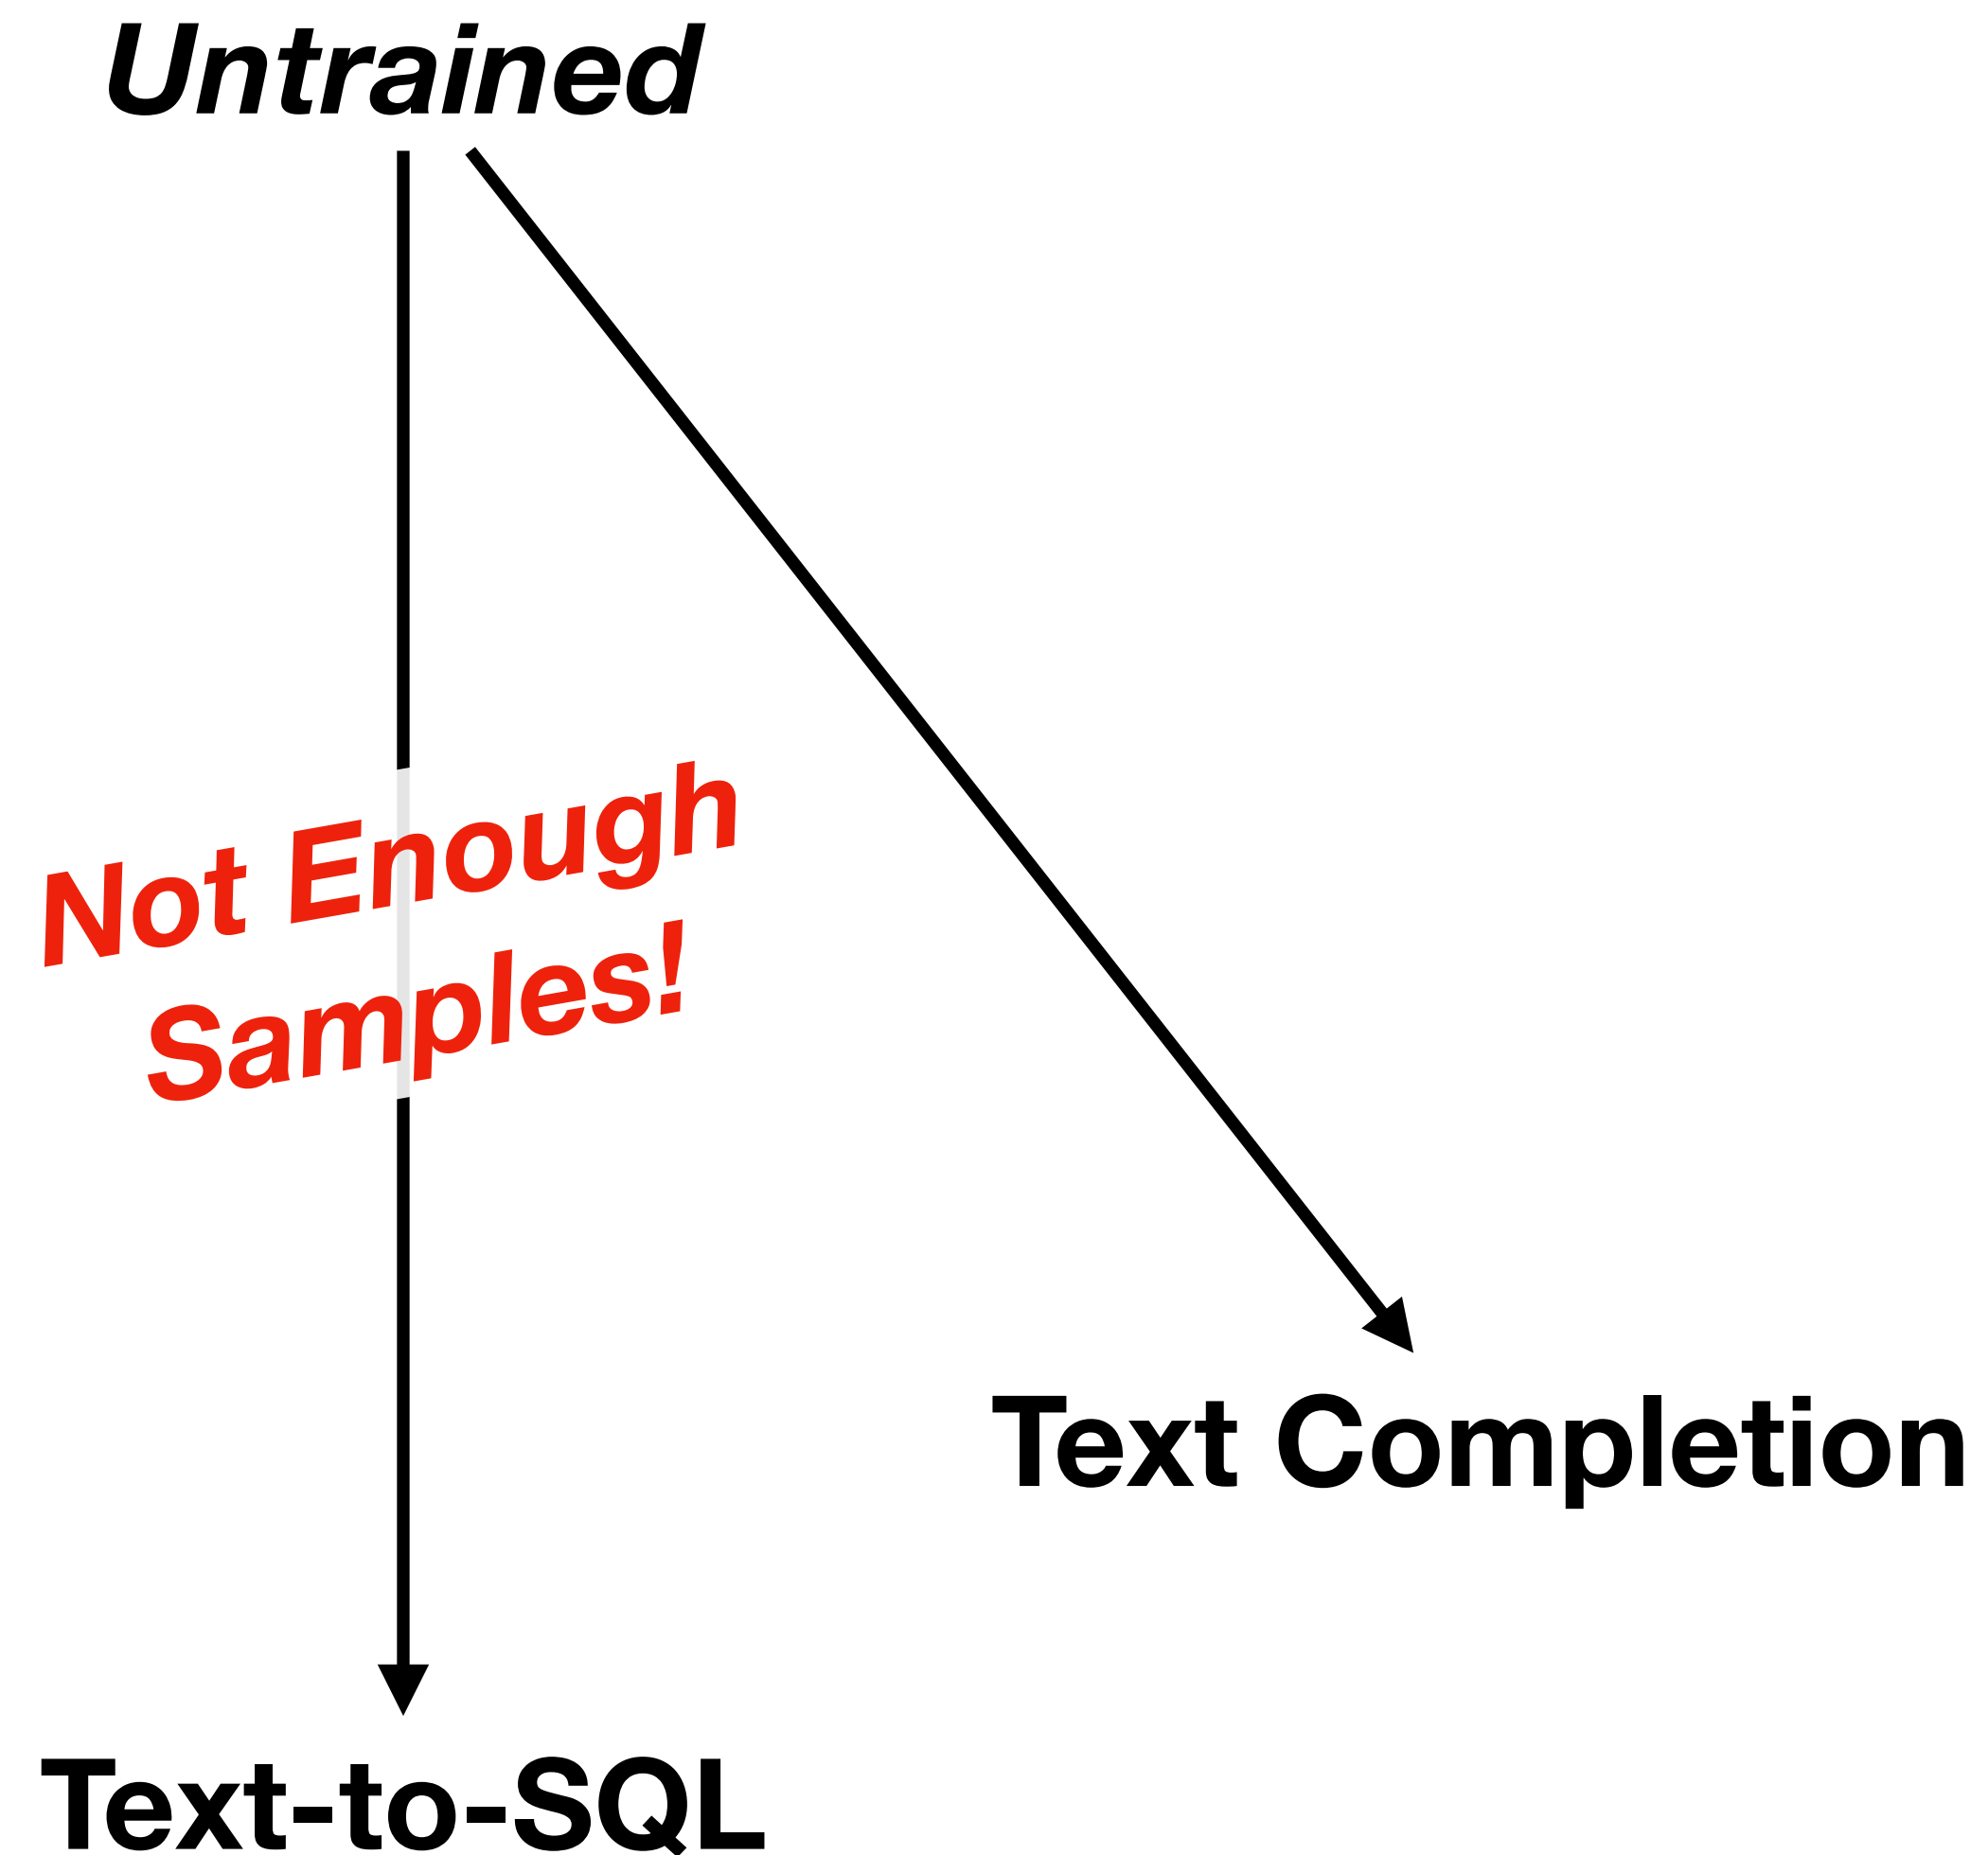 Untrained
Not Enough
Samples!
Text Completion
Text-to-SQL